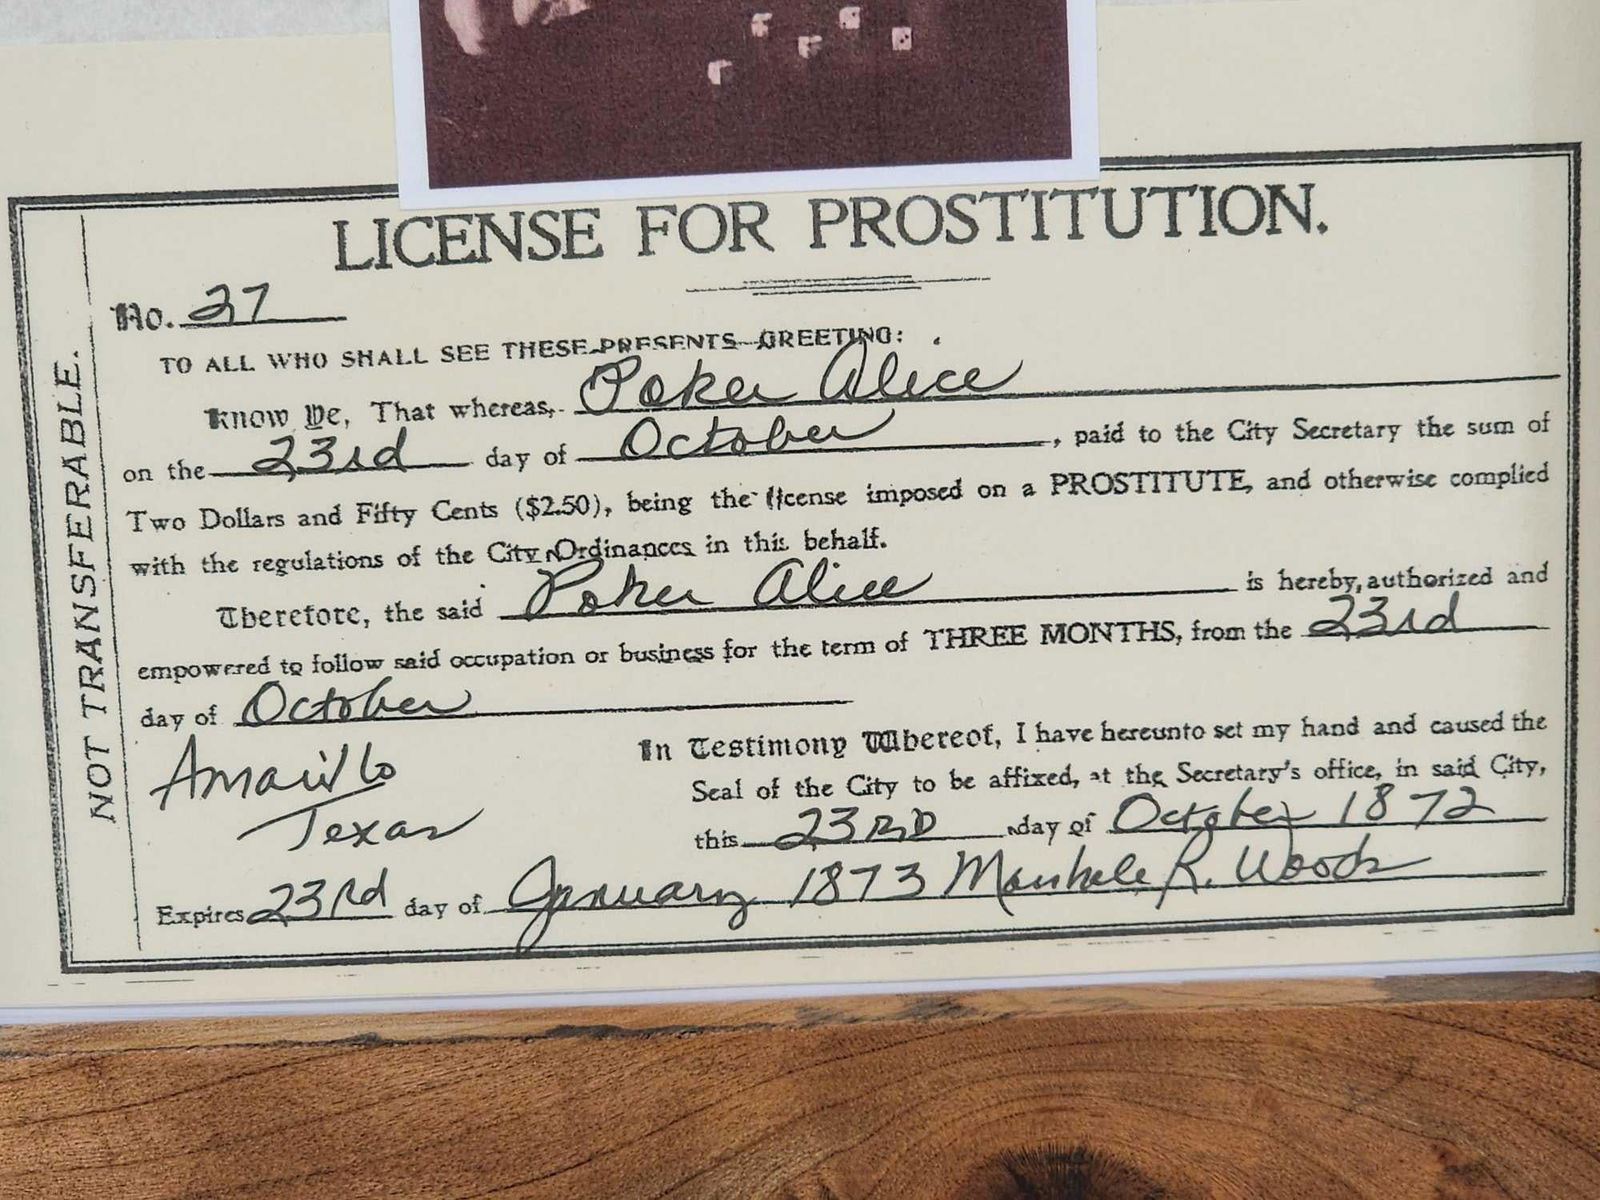 LICENSE FOR PROSTITUTION.
No. 27
TO ALL WHO SHALL SEE THESE PRESENTS GREETING:
Know Ye, That whereas, Poker Alice
on the 23rd day of October, paid to the City Secretary the sum of
Two Dollars and Fifty Cents ($2.50), being the license imposed on a PROSTITUTE, and otherwise complied
with the regulations of the City Ordinances in this behalf.
Therefore, the said Poker Alice is hereby, authorized and
empowered to follow said occupation or business for the term of THREE MONTHS, from the 23rd
day of October
Amarillo
Texas
In Testimony Whereof, I have hereunto set my hand and caused the
Seal of the City to be affixed, at the Secretary's office, in said City,
this 23RD day of October 1872
Expires 23rd day of January 1873 R. Woods
NOT TRANSFERABLE.